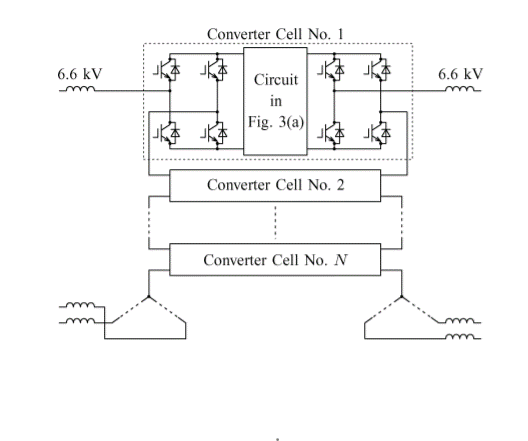 Converter Cell No. 1
6.6 kV
6.6 kV
Circuit
in
Fig. 3(a)
Converter Cell No. 2
Converter Cell No. N